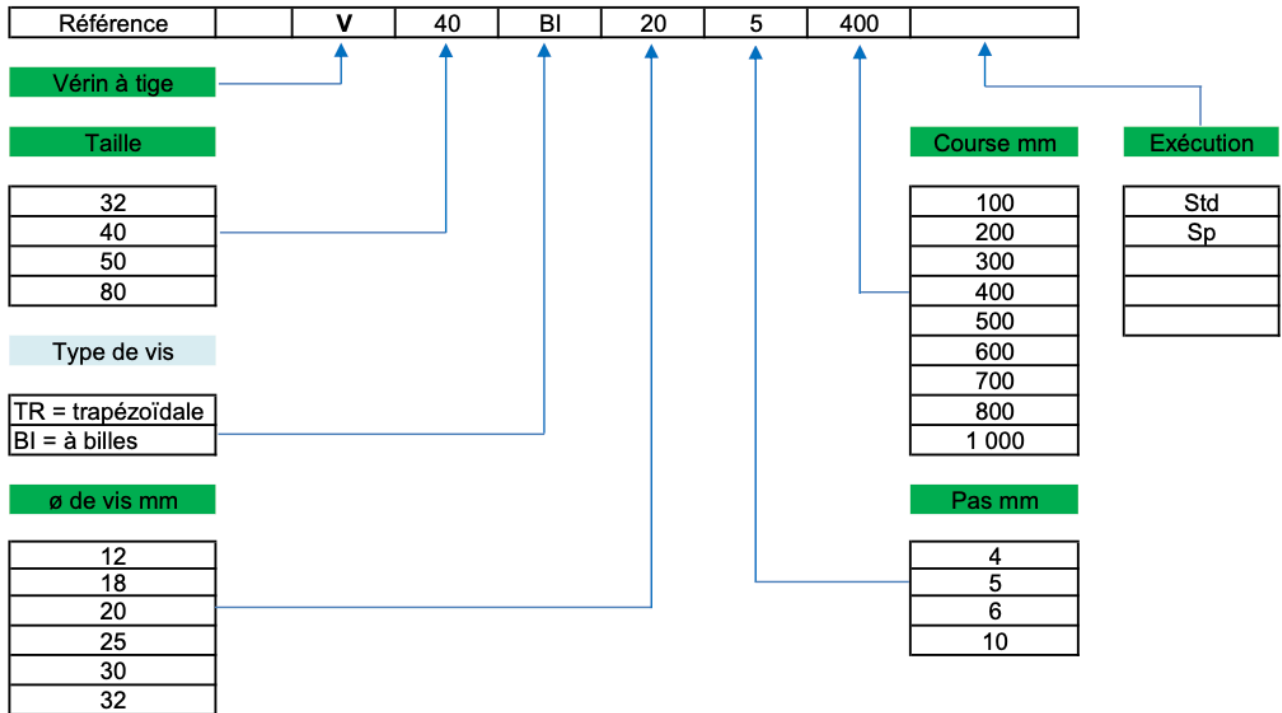 Référence V 40 BI 20 5 400
Vérin à tige
Taille
32
40
50
80
Type de vis
TR = trapézoïdale
BI = à billes
ø de vis mm
12
18
20
25
30
32
Course mm
100
200
300
400
500
600
700
800
1 000
Pas mm
4
5
6
10
Exécution
Std
Sp